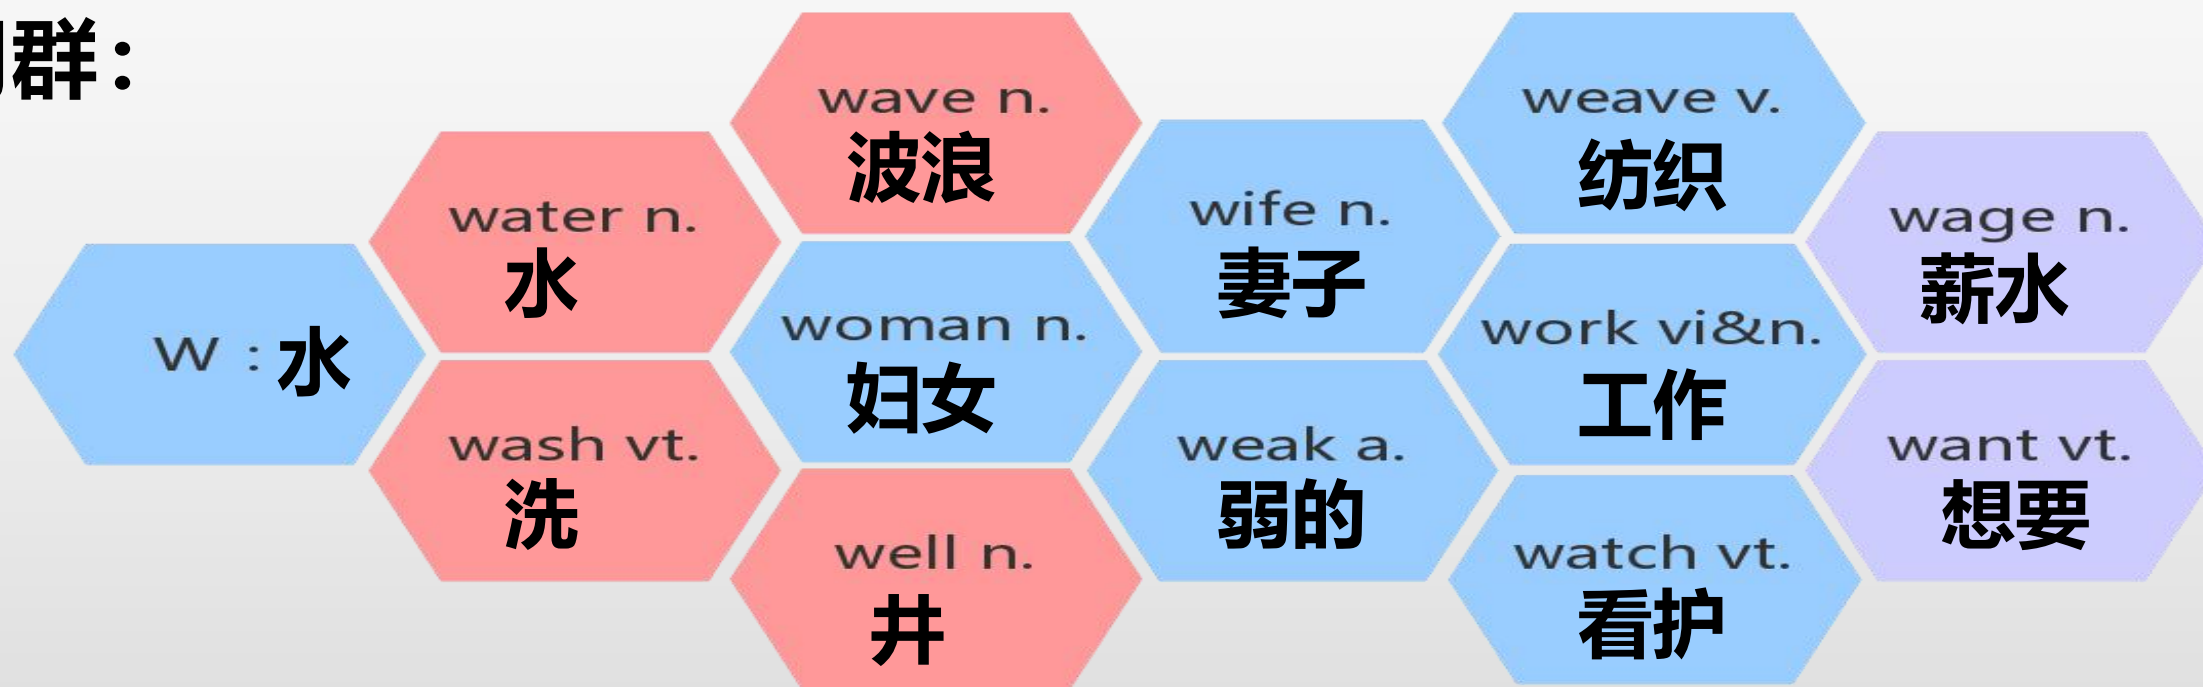 群：
W : 水
water n.
水
wash vt.
洗
wave n.
波浪
woman n.
妇女
well n.
井
wife n.
妻子
weak a.
弱的
weave v.
纺织
work vi&n.
工作
watch vt.
看护
wage n.
薪水
want vt.
想要